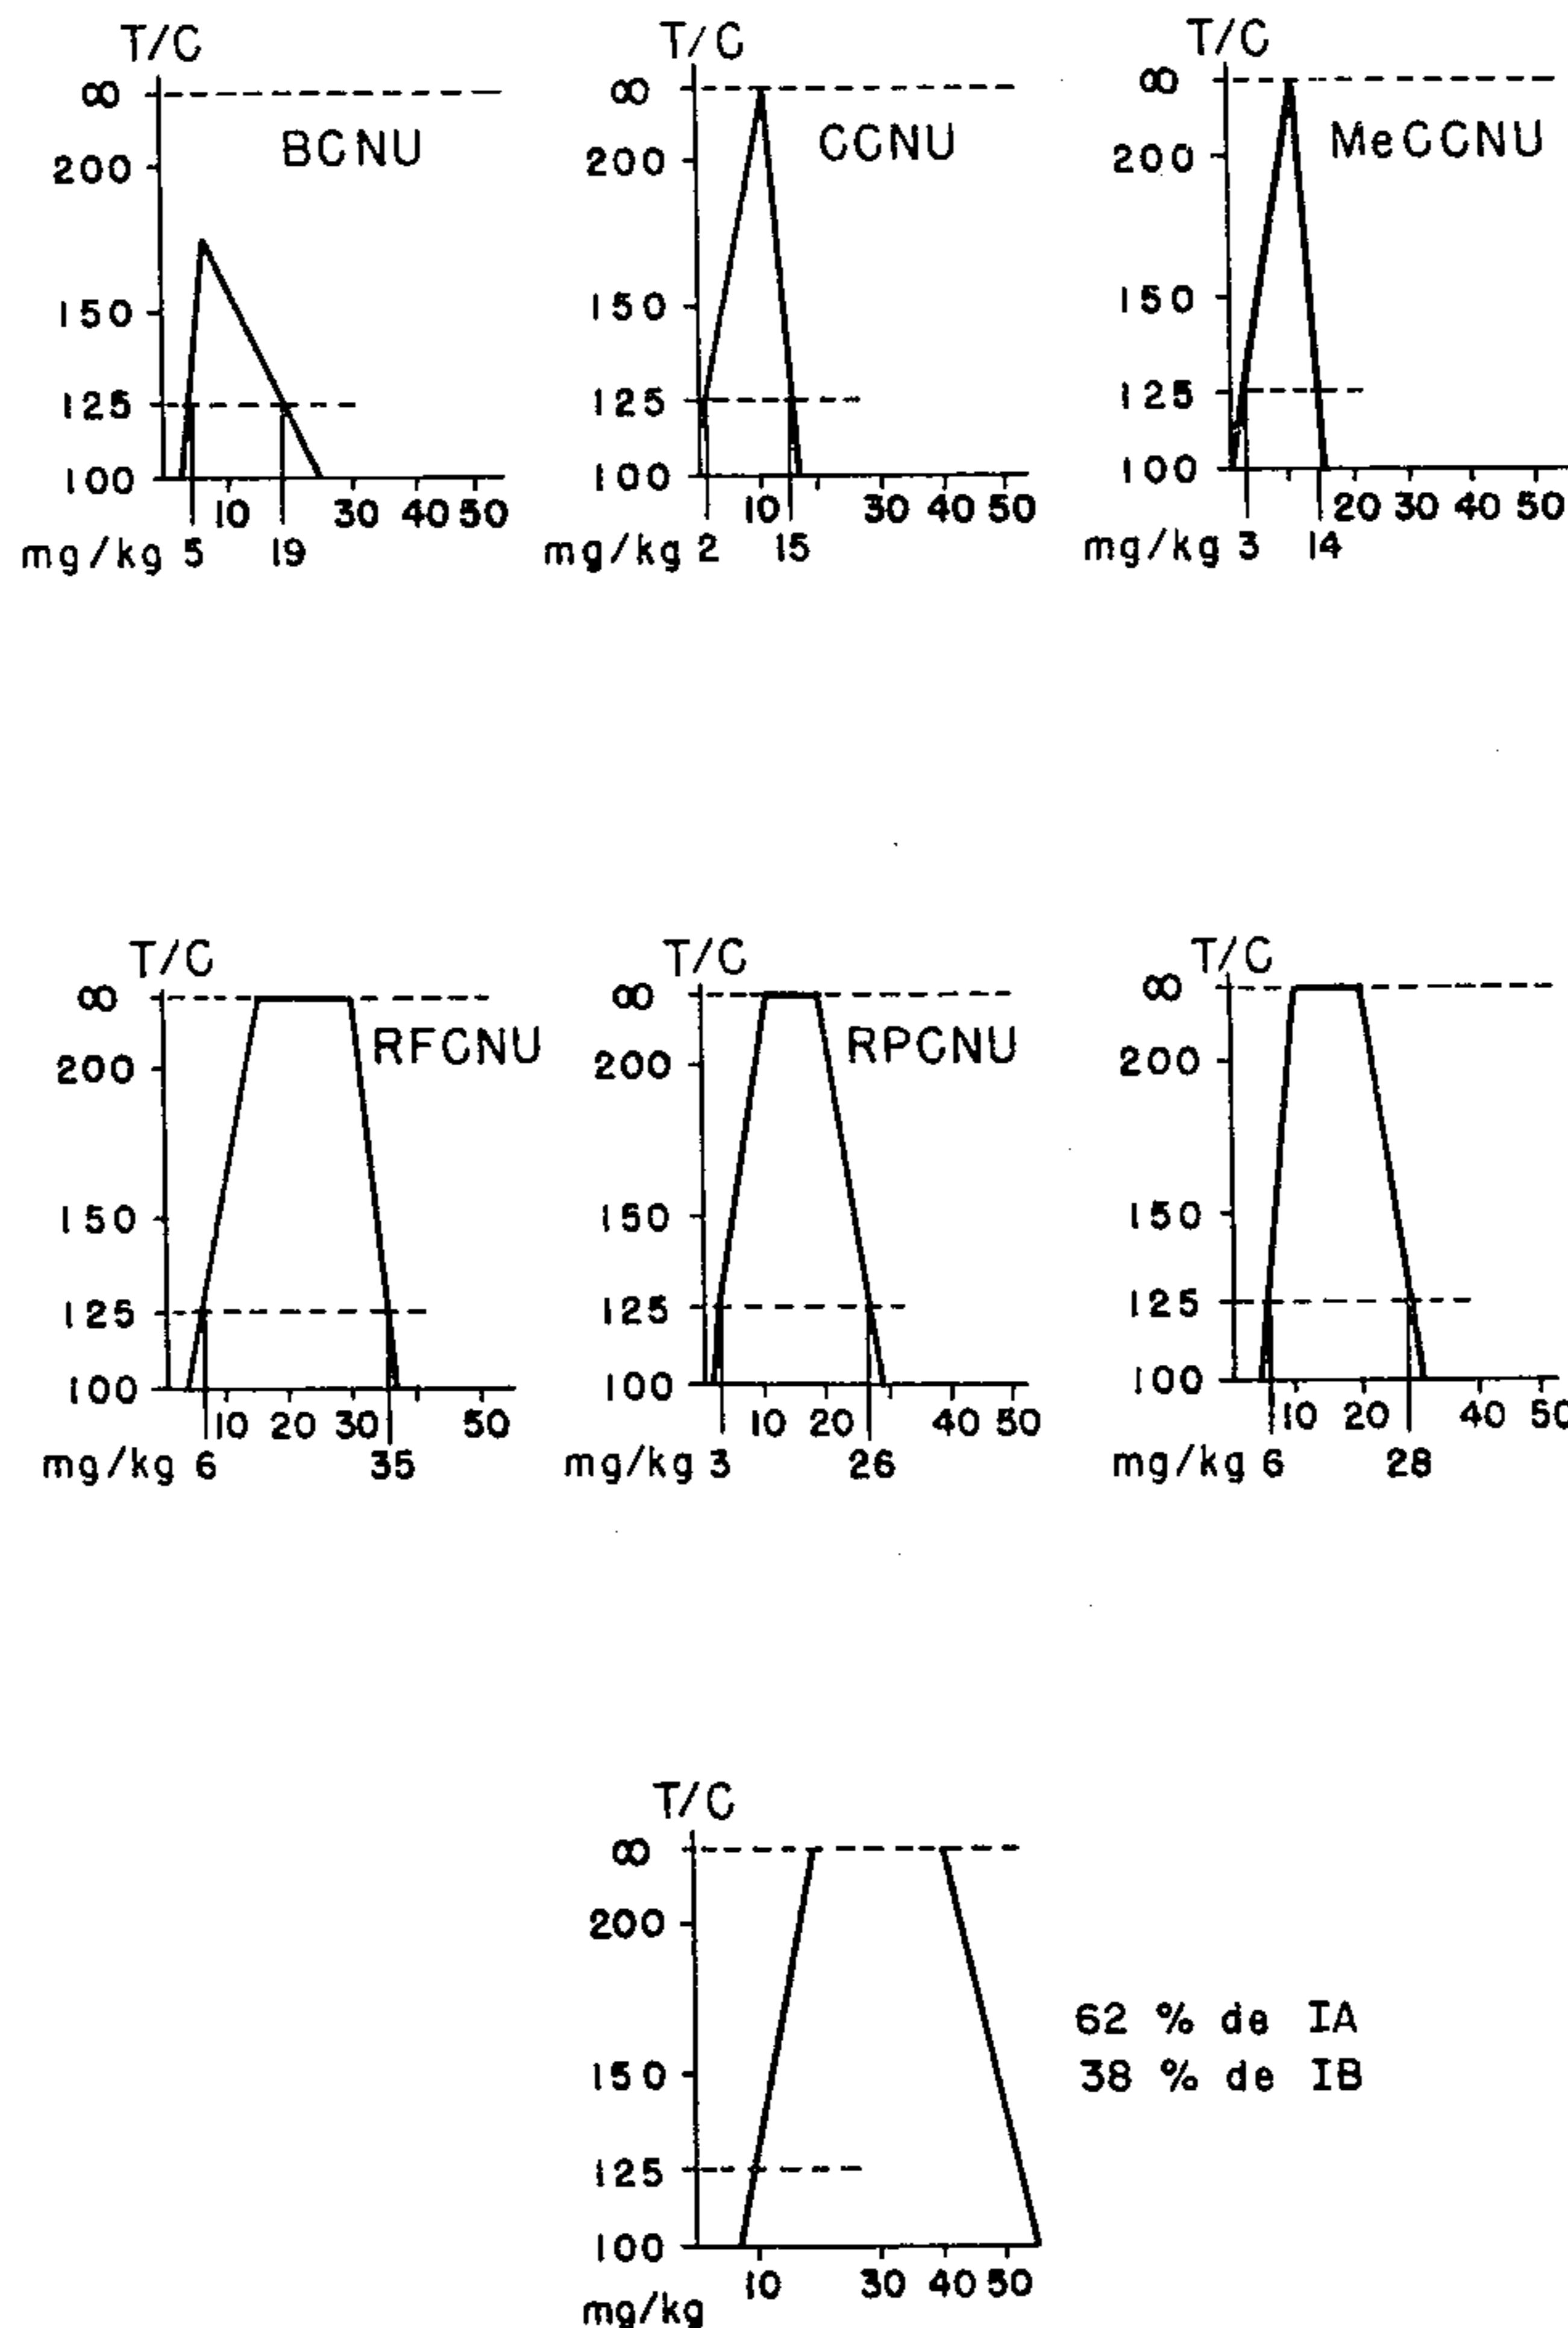 T/C
∞
BCNU
200
150
125
100
10 30 40 50
mg/kg 5 19
T/C
∞
CCNU
200
150
125
100
10 30 40 50
mg/kg 2 15
T/C
∞
MeCCNU
200
150
125
100
20 30 40 50
mg/kg 3 14
T/C
∞
RFCNU
200
150
125
100
10 20 30 50
mg/kg 6 35
T/C
∞
RPCNU
200
150
125
100
10 20 40 50
mg/kg 3 26
T/C
∞
200
150
125
100
10 20 40 50
mg/kg 6 28
T/C
∞
200
62 % de IA
38 % de IB
150
125
100
10 30 40 50
mg/kg